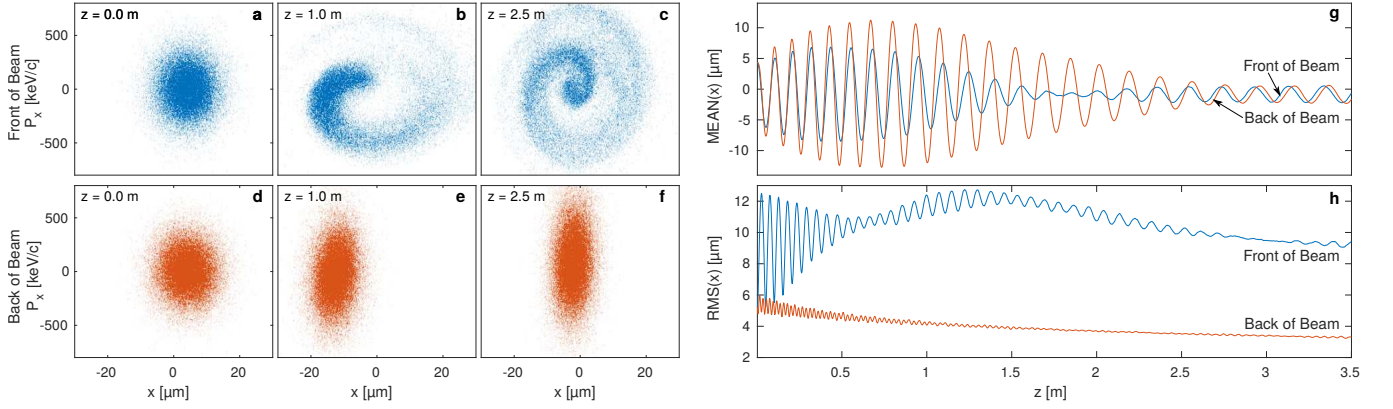 z = 0.0 m
a
z = 1.0 m
b
z = 2.5 m
c
Front of Beam
P_x [keV/c]
500
0
-500
z = 0.0 m
d
z = 1.0 m
e
z = 2.5 m
f
Back of Beam
P_x [keV/c]
500
0
-500
-20 0 20
-20 0 20
-20 0 20
x [μm]
x [μm]
x [μm]
g
MEAN(x) [μm]
10
5
0
-5
-10
Front of Beam
Back of Beam
h
RMS(x) [μm]
12
10
8
6
4
2
Front of Beam
Back of Beam
0.5 1 1.5 2 2.5 3 3.5
z [m]